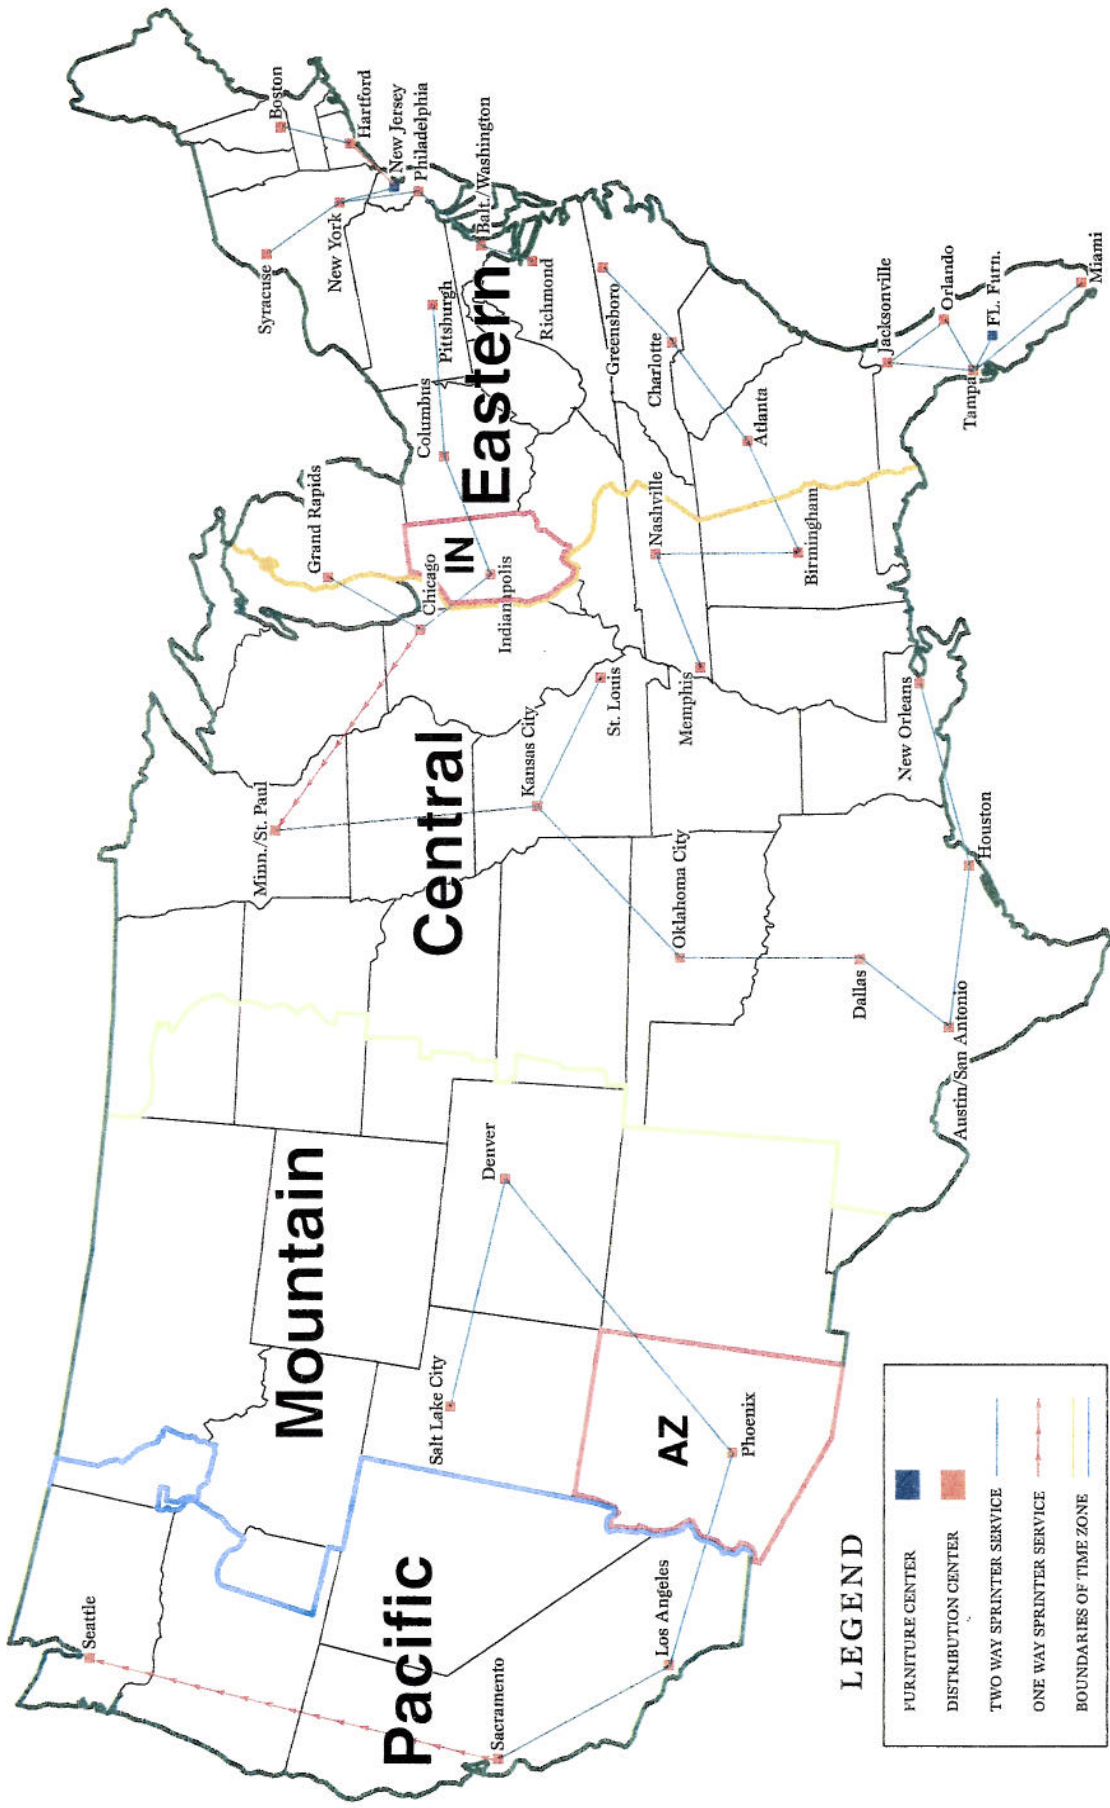 Seattle
Sacramento
Pacific
Los Angeles
Salt Lake City
Mountain
Denver
AZ
Phoenix
Minn./St. Paul
Central
Kansas City
St. Louis
Oklahoma City
Dallas
Austin/San Antonio
Houston
New Orleans
Memphis
Nashville
Birmingham
Grand Rapids
Chicago
IN
Indianapolis
Eastern
Columbus
Pittsburgh
Syracuse
New York
Boston
Hartford
New Jersey
Philadelphia
Balt./Washington
Richmond
Greensboro
Charlotte
Atlanta
Jacksonville
Orlando
FL. Furn.
Tampa
Miami
LEGEND
FURNITURE CENTER
DISTRIBUTION CENTER
TWO WAY SPRINTER SERVICE
ONE WAY SPRINTER SERVICE
BOUNDARIES OF TIME ZONE